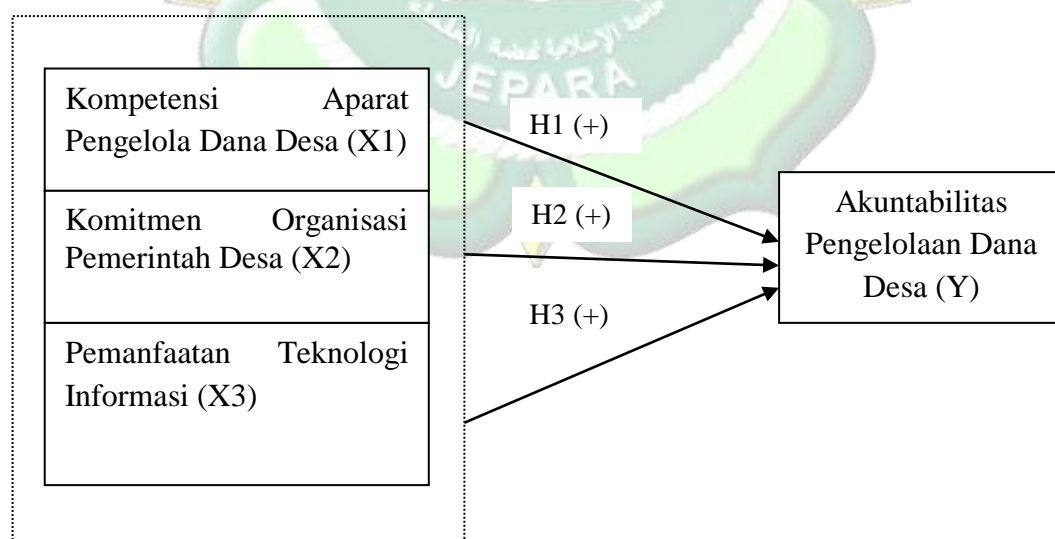 JEPARA
Kompetensi Aparat
Pengelola Dana Desa (X1)
Komitmen Organisasi
Pemerintah Desa (X2)
Pemanfaatan Teknologi
Informasi (X3)
H1 (+)
H2 (+)
H3 (+)
Akuntabilitas
Pengelolaan Dana
Desa (Y)